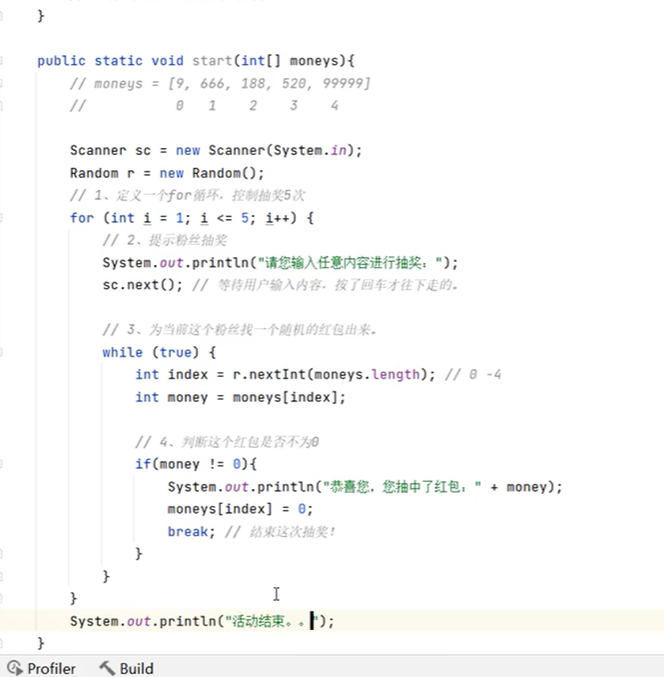 }
public static void start(int[] moneys){
// moneys = [9, 666, 188, 520, 99999]
// 0 1 2 3 4
Scanner sc = new Scanner(System.in);
Random r = new Random();
// 1、定义一个for循环，控制抽奖5次
for (int i = 1; i <= 5; i++) {
// 2、提示粉丝抽奖
System.out.println("请您输入任意内容进行抽奖：");
sc.next(); // 等待用户输入内容，按了回车才往下走的。
// 3、为当前这个粉丝找一个随机的红包出来。
while (true) {
int index = r.nextInt(moneys.length); // 0 -4
int money = moneys[index];
// 4、判断这个红包是否不为0
if(money != 0){
System.out.println("恭喜您，您抽中了红包：" + money);
moneys[index] = 0;
break; // 结束这次抽奖！
}
}
}
System.out.println("活动结束。。");
}
Profiler Build